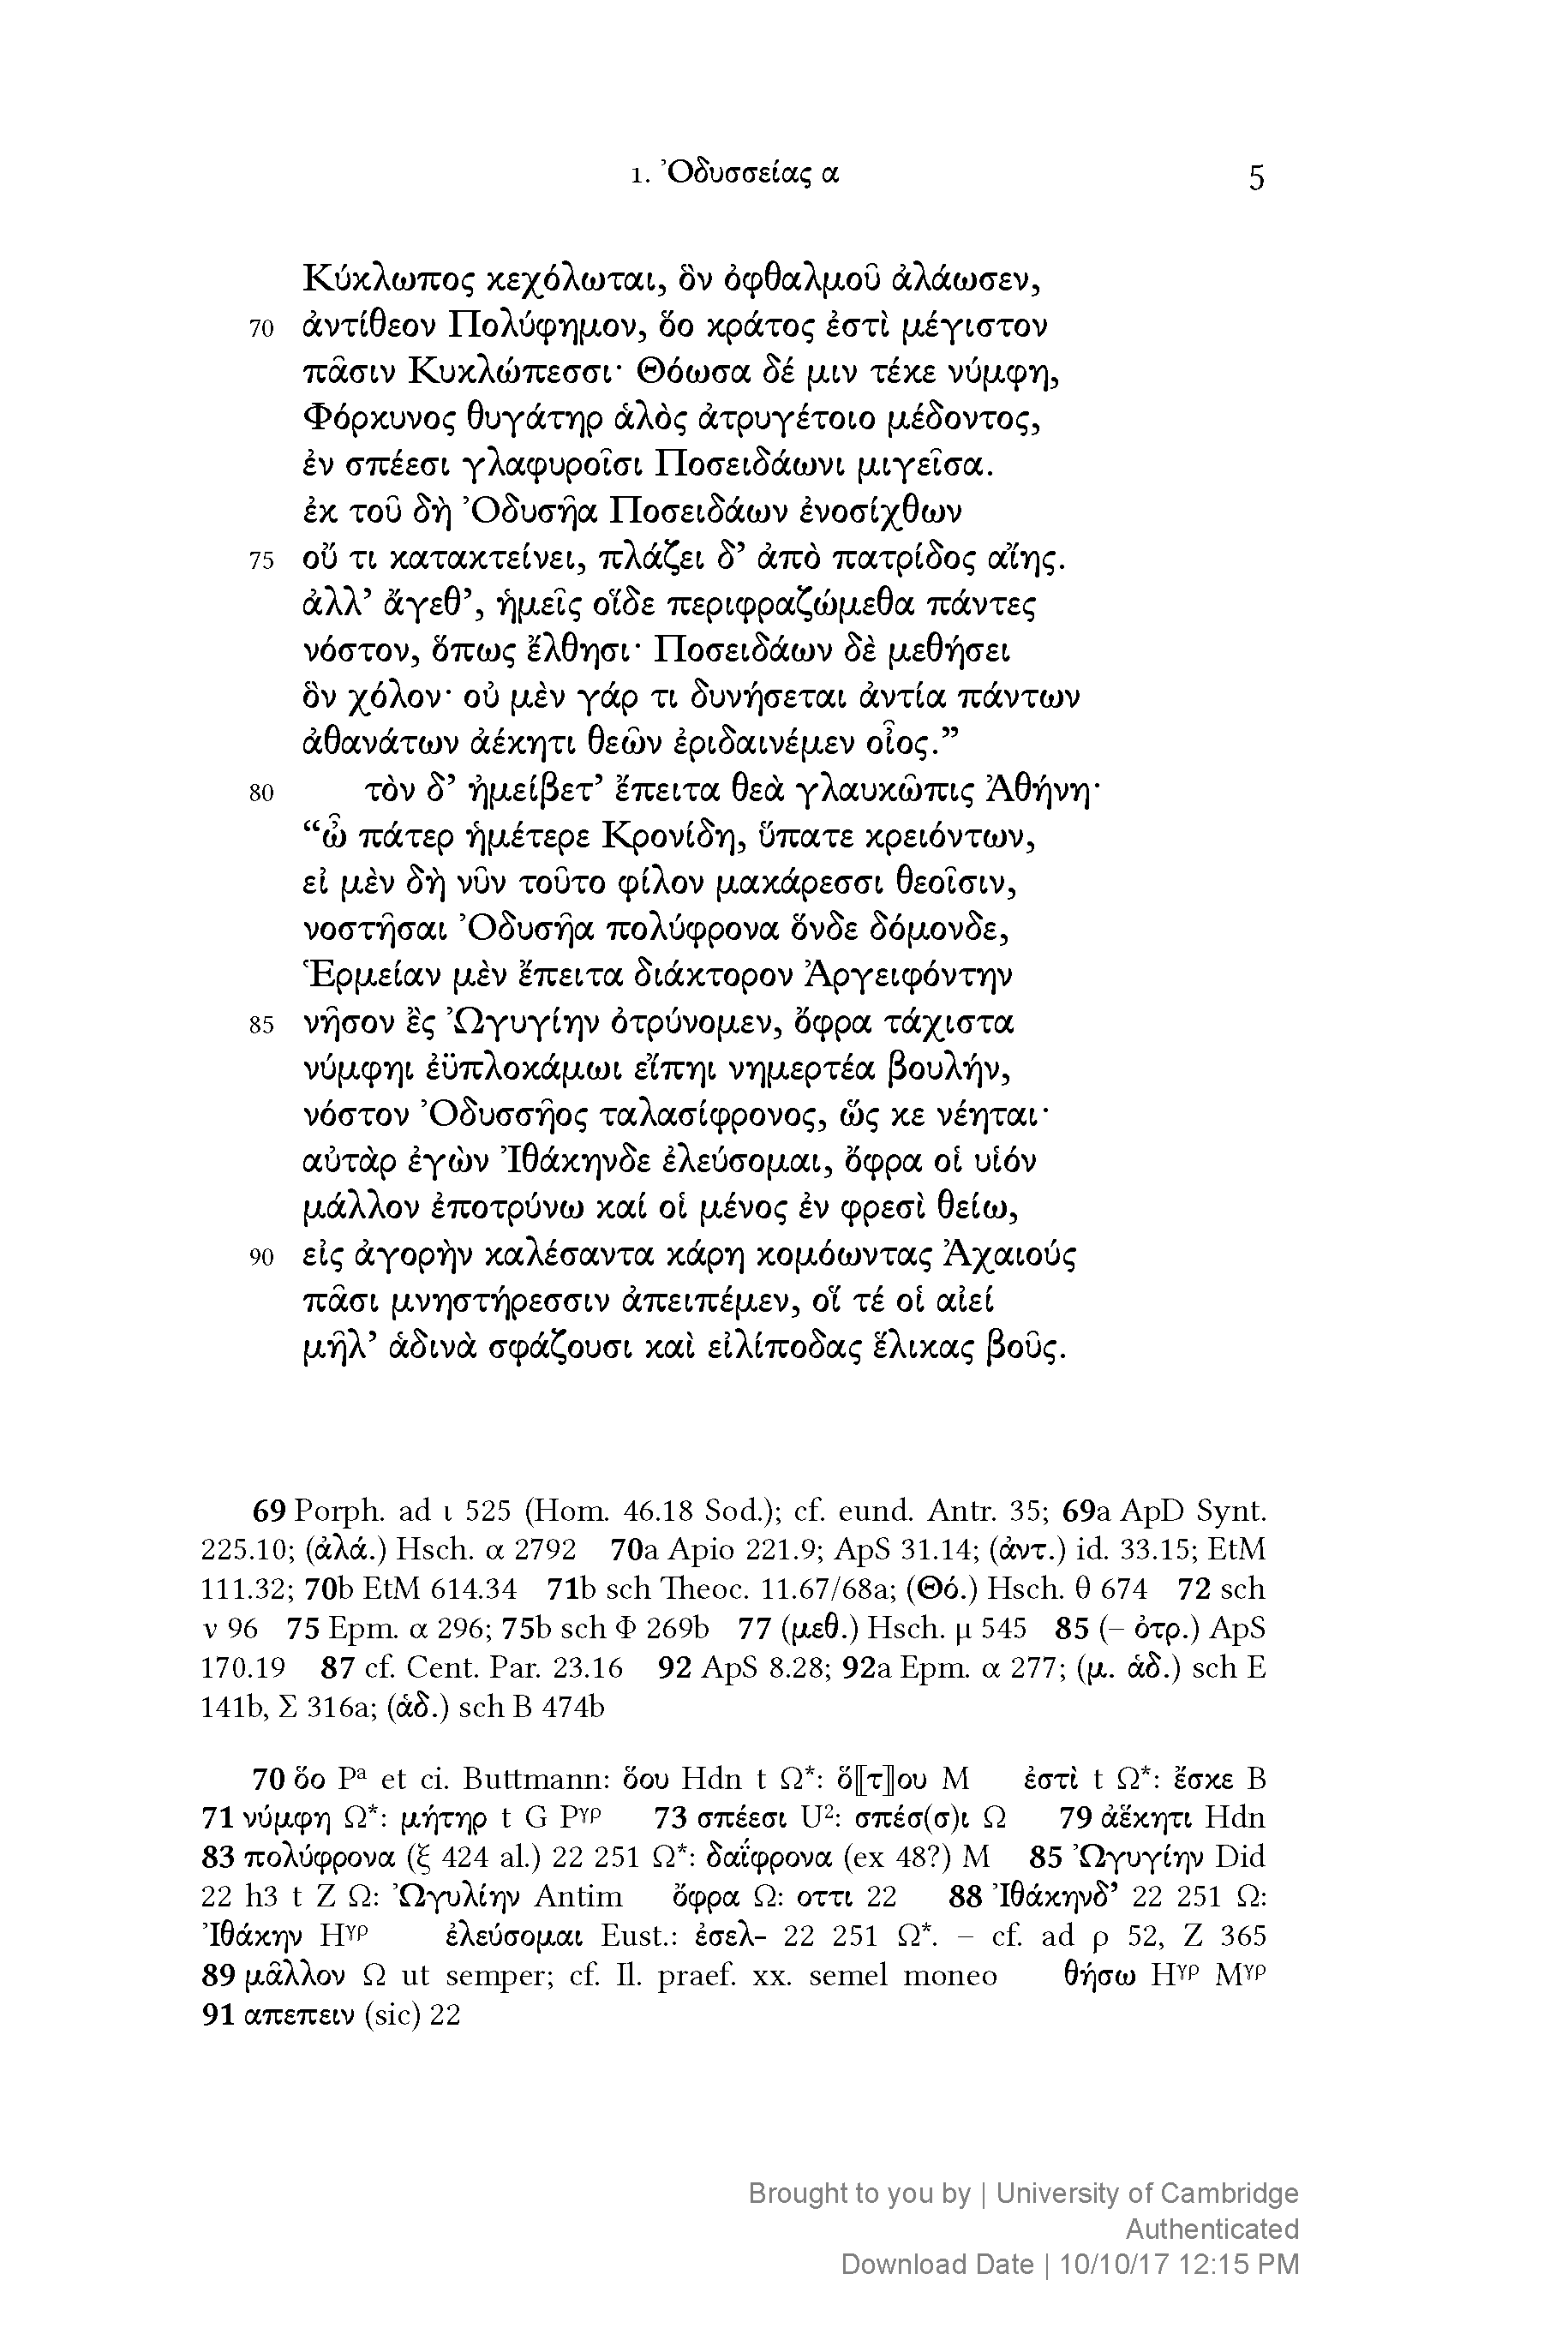 1. Ὀδυσσείας α 5
Κύκλωπος κεχόλωται, ὃν ὀφθαλμοῦ ἀλάωσεν,
70 ἀντίθεον Πολύφημον, ὅο κράτος ἐστὶ μέγιστον
πᾶσιν Κυκλώπεσσι· Θόωσα δέ μιν τέκε νύμφη,
Φόρκυνος θυγάτηρ ἁλὸς ἀτρυγέτοιο μέδοντος,
ἐν σπέεσι γλαφυροῖσι Ποσειδάωνι μιγεῖσα.
ἐκ τοῦ δὴ Ὀδυσῆα Ποσειδάων ἐνοσίχθων
75 οὔ τι κατακτείνει, πλάζει δ’ ἀπὸ πατρίδος αἴης.
ἀλλ’ ἄγεθ’, ἡμεῖς οἵδε περιφραζώμεθα πάντες
νόστον, ὅπως ἔλθησι· Ποσειδάων δὲ μεθήσει
ὃν χόλον· οὐ μὲν γάρ τι δυνήσεται ἀντία πάντων
ἀθανάτων ἀέκητι θεῶν ἐριδαινέμεν οἶος.”
80 τὸν δ’ ἠμείβετ’ ἔπειτα θεὰ γλαυκῶπις Ἀθήνη·
“ὦ πάτερ ἡμέτερε Κρονίδη, ὕπατε κρειόντων,
εἰ μὲν δὴ νῦν τοῦτο φίλον μακάρεσσι θεοῖσιν,
νοστῆσαι Ὀδυσῆα πολύφρονα ὅνδε δόμονδε,
Ἑρμείαν μὲν ἔπειτα διάκτορον Ἀργειφόντην
85 νῆσον ἒς Ὠγυγίην ὀτρύνομεν, ὄφρα τάχιστα
νύμφηι ἐϋπλοκάμωι εἴπηι νημερτέα βουλήν,
νόστον Ὀδυσσῆος ταλασίφρονος, ὥς κε νέηται·
αὐτὰρ ἐγὼν Ἰθάκηνδε ἐλεύσομαι, ὄφρα οἱ υἱόν
μάλλον ἐποτρύνω καί οἱ μένος ἐν φρεσὶ θείω,
90 εἰς ἀγορὴν καλέσαντα κάρη κομόωντας Ἀχαιούς
πᾶσι μνηστήρεσσιν ἀπειπέμεν, οἵ τέ οἱ αἰεί
μῆλ’ ἁδινὰ σφάζουσι καὶ εἰλίποδας ἕλικας βοῦς.
69 Porph. ad ι 525 (Hom. 46.18 Sod.); cf. eund. Antr. 35; 69a ApD Synt.
225.10; (ἀλά.) Hsch. α 2792 70a Apio 221.9; ApS 31.14; (ἀντ.) id. 33.15; EtM
111.32; 70b EtM 614.34 71b sch Theoc. 11.67/68a; (Θό.) Hsch. θ 674 72 sch
ν 96 75 Epm. α 296; 75b sch Φ 269b 77 (μεθ.) Hsch. μ 545 85 (– ὀτρ.) ApS
170.19 87 cf. Cent. Par. 23.16 92 ApS 8.28; 92a Epm. α 277; (μ. ἁδ.) sch E
141b, Σ 316a; (ἁδ.) sch B 474b
70 ὅο Pᵃ et ci. Buttmann: ὅου Hdn t Ω*: ὅ⟦τ⟧ου M ἐστὶ t Ω*: ἔσκε B
71 νύμφη Ω*: μήτηρ t G Pᵞᴾ 73 σπέεσι U²: σπέσ(σ)ι Ω 79 ἀἕκητι Hdn
83 πολύφρονα (ξ 424 al.) 22 251 Ω*: δαΐφρονα (ex 48?) M 85 Ὠγυγίην Did
22 h3 t Z Ω: Ὠγυλίην Antim ὄφρα Ω: οττι 22 88 Ἰθάκηνδ’ 22 251 Ω:
Ἰθάκην Hᵞᴾ ἐλεύσομαι Eust.: ἐσελ- 22 251 Ω*. – cf. ad ρ 52, Z 365
89 μᾶλλον Ω ut semper; cf. Il. praef. xx. semel moneo θήσω Hᵞᴾ Mᵞᴾ
91 απεπειν (sic) 22
Brought to you by | University of Cambridge
Authenticated
Download Date | 10/10/17 12:15 PM